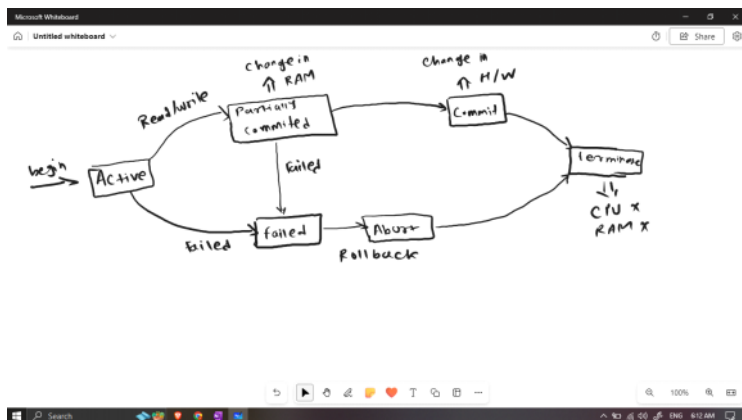 Microsoft Whiteboard
Untitled whiteboard
Share
change in
RAM
Change in
H/W
Read/write
Partially
commited
Commit
begin
Active
Failed
Terminate
CPU x
RAM x
Failed
failed
Abort
Rollback
100%
Search
ENG 6:12 AM